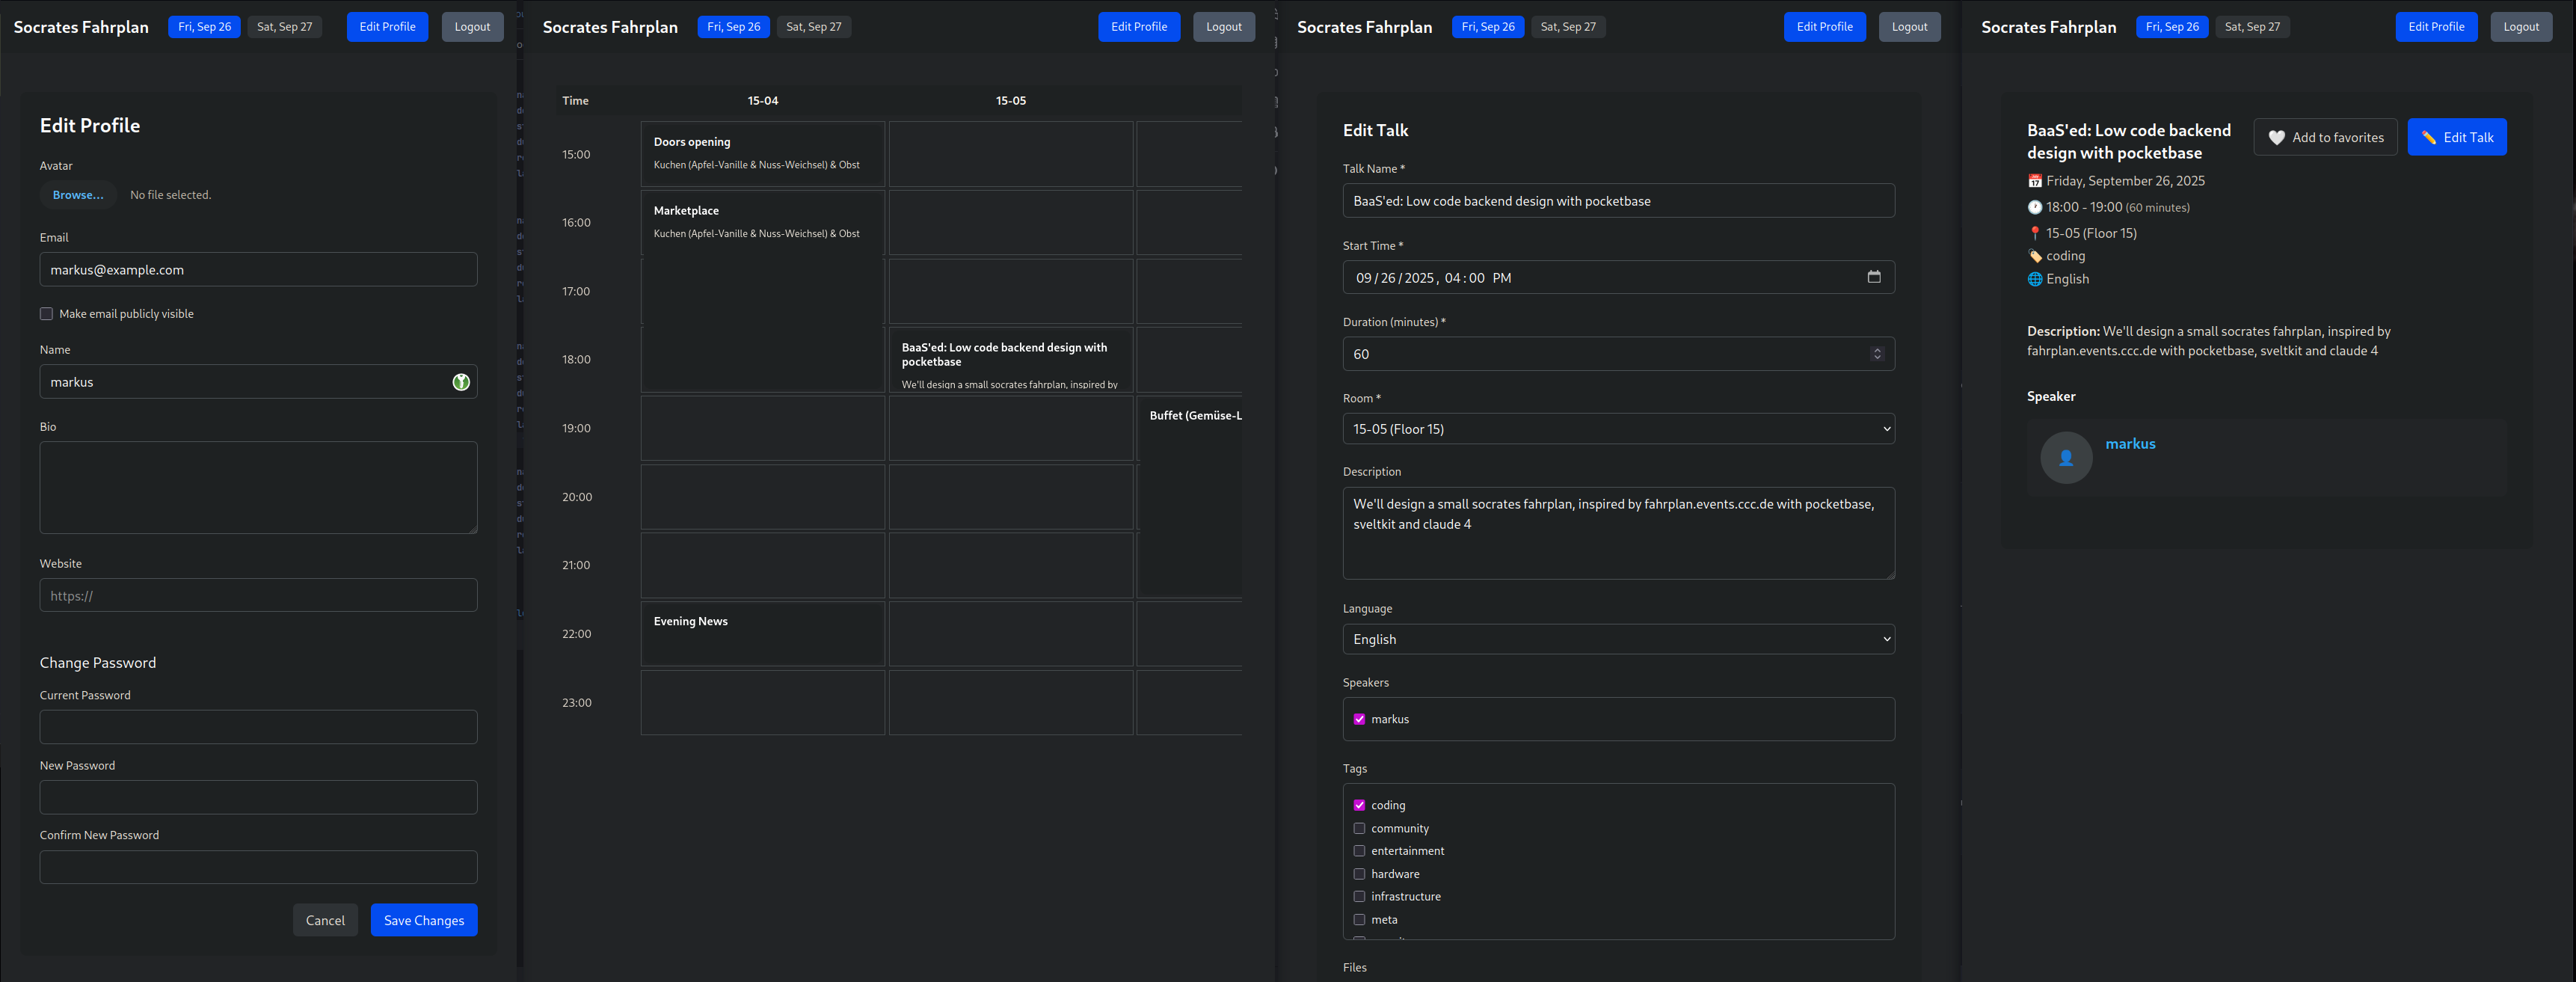 Socrates Fahrplan
Fri, Sep 26
Sat, Sep 27
Edit Profile
Logout
Edit Profile
Avatar
Browse...
No file selected.
Email
markus@example.com
Make email publicly visible
Name
markus
Bio
Website
https://
Change Password
Current Password
New Password
Confirm New Password
Cancel
Save Changes
Socrates Fahrplan
Fri, Sep 26
Sat, Sep 27
Edit Profile
Logout
Time
15-04
15-05
15:00
Doors opening
Kuchen (Apfel-Vanille & Nuss-Weichsel) & Obst
16:00
Marketplace
Kuchen (Apfel-Vanille & Nuss-Weichsel) & Obst
17:00
18:00
BaaS'ed: Low code backend design with
pocketbase
We'll design a small socrates fahrplan, inspired by
19:00
Buffet (Gemüse-L
20:00
21:00
22:00
Evening News
23:00
Socrates Fahrplan
Fri, Sep 26
Sat, Sep 27
Edit Profile
Logout
Edit Talk
Talk Name *
BaaS'ed: Low code backend design with pocketbase
Start Time *
09/26/2025, 04:00 PM
Duration (minutes) *
60
Room *
15-05 (Floor 15)
Description
We'll design a small socrates fahrplan, inspired by fahrplan.events.ccc.de with pocketbase,
sveltkit and claude 4
Language
English
Speakers
markus
Tags
coding
community
entertainment
hardware
infrastructure
meta
Files
Socrates Fahrplan
Fri, Sep 26
Sat, Sep 27
Edit Profile
Logout
BaaS'ed: Low code backend
design with pocketbase
Add to favorites
Edit Talk
Friday, September 26, 2025
18:00 - 19:00 (60 minutes)
15-05 (Floor 15)
coding
English
Description: We'll design a small socrates fahrplan, inspired by
fahrplan.events.ccc.de with pocketbase, sveltkit and claude 4
Speaker
markus